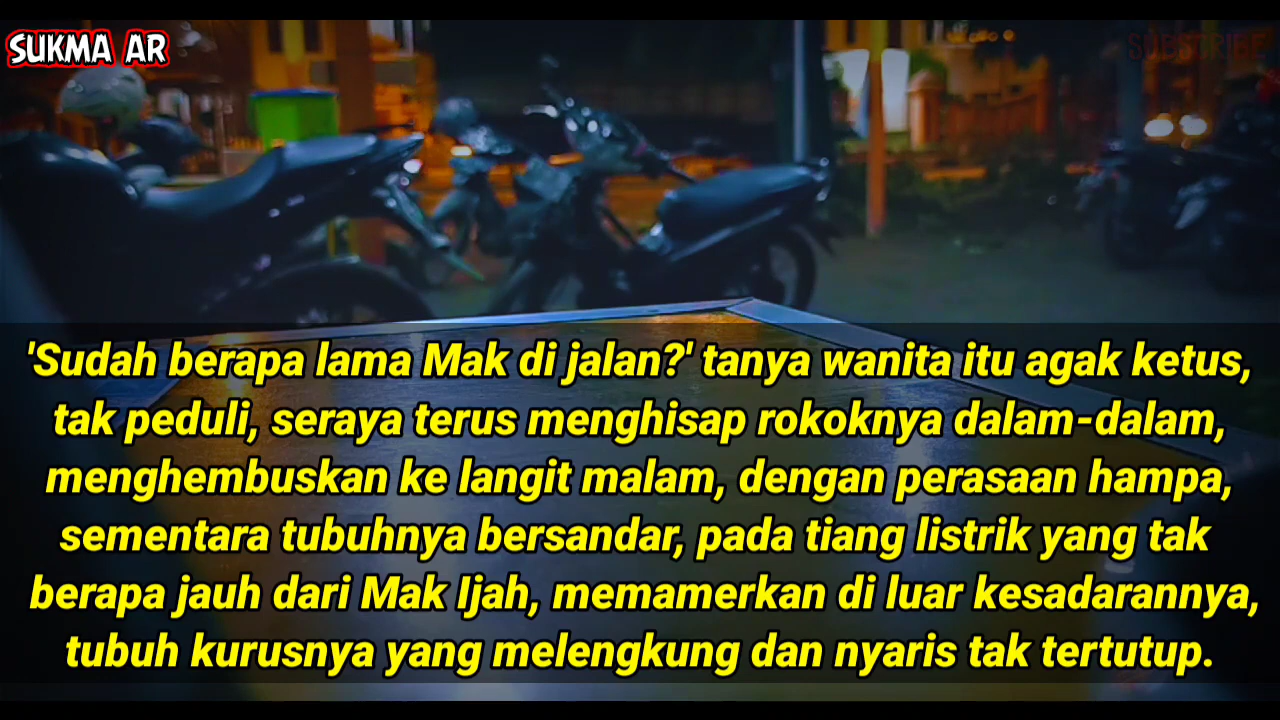 SUKMA AR
SUBSCRIBE
'Sudah berapa lama Mak di jalan?' tanya wanita itu agak ketus,
tak peduli, seraya terus menghisap rokoknya dalam-dalam,
menghembuskan ke langit malam, dengan perasaan hampa,
sementara tubuhnya bersandar, pada tiang listrik yang tak
berapa jauh dari Mak Ijah, memamerkan di luar kesadarannya,
tubuh kurusnya yang melengkung dan nyaris tak tertutup.